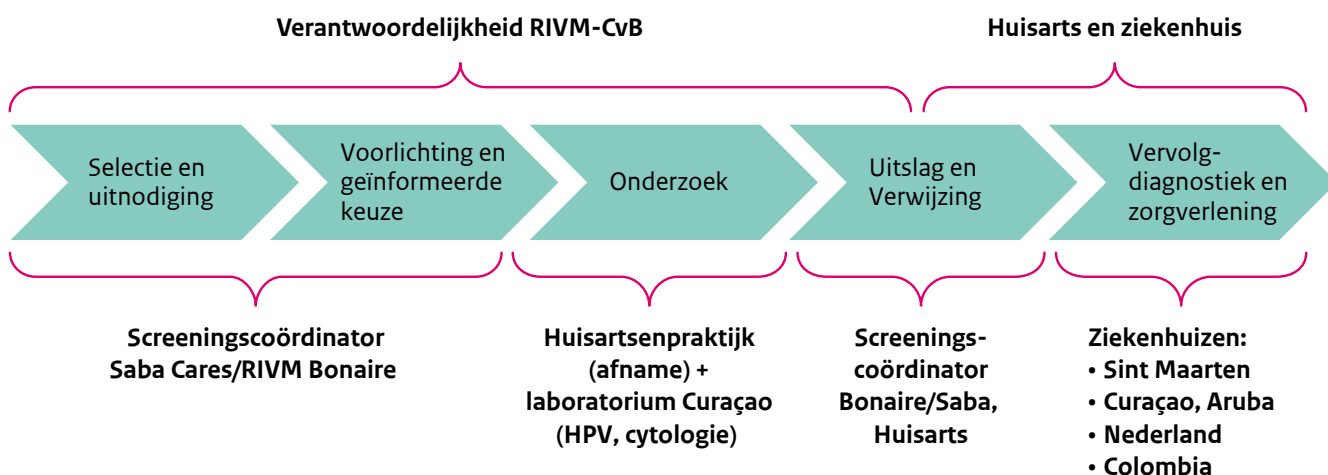 Verantwoordelijkheid RIVM-CvB
Huisarts en ziekenhuis
Selectie en
uitnodiging
Voorlichting en
geïnformeerde
keuze
Onderzoek
Uitslag en
Verwijzing
Vervolg-
diagnostiek en
zorgverlening
Screeningscoördinator
Saba Cares/RIVM Bonaire
Huisartsenpraktijk
(afname) +
laboratorium Curaçao
(HPV, cytologie)
Screenings-
coördinator
Bonaire/Saba,
Huisarts
Ziekenhuizen:
• Sint Maarten
• Curaçao, Aruba
• Nederland
• Colombia